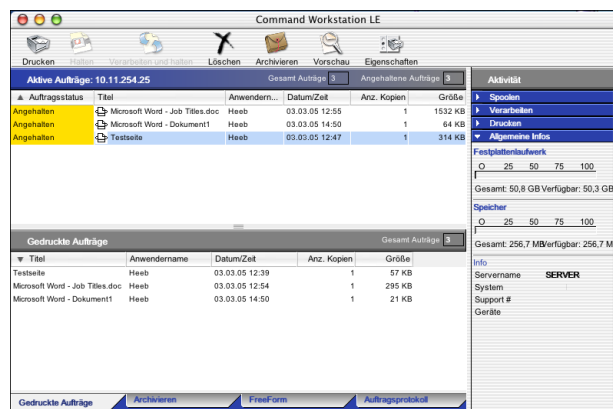 Command Workstation LE
Drucken Halten Verarbeiten und halten Löschen Archivieren Vorschau Eigenschaften
Aktive Aufträge: 10.11.254.25 Gesamt Auträge 3 Angehaltene Aufträge 3
Auftragsstatus Titel Anwendern... Datum/Zeit Anz. Kopien Größe
Angehalten Microsoft Word - Job Titles.doc Heeb 03.03.05 12:55 1 1532 KB
Angehalten Microsoft Word - Dokument1 Heeb 03.03.05 14:50 1 64 KB
Angehalten Testseite Heeb 03.03.05 12:47 1 314 KB
Gedruckte Aufträge Gesamt Auträge 3
Titel Anwendername Datum/Zeit Anz. Kopien Größe
Testseite Heeb 03.03.05 12:39 1 57 KB
Microsoft Word - Job Titles.doc Heeb 03.03.05 12:54 1 295 KB
Microsoft Word - Dokument1 Heeb 03.03.05 14:50 1 21 KB
Gedruckte Aufträge Archivieren FreeForm Auftragsprotokoll
Aktivität
Spoolen
Verarbeiten
Drucken
Allgemeine Infos
Festplattenlaufwerk
O 25 50 75 100
Gesamt: 50,8 GB Verfügbar: 50,3 GB
Speicher
O 25 50 75 100
Gesamt: 256,7 MB Verfügbar: 256,7 M
Info
Servername SERVER
System
Support #
Geräte